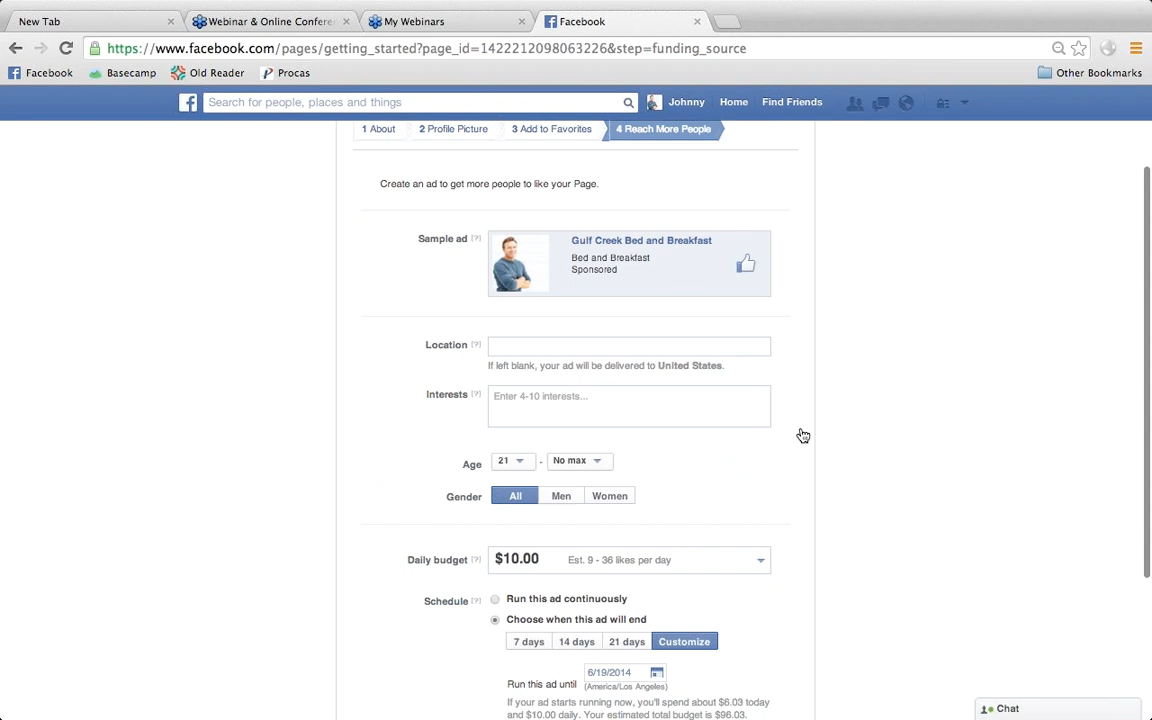 New Tab
Webinar & Online Conferen
My Webinars
Facebook
https://www.facebook.com/pages/getting_started?page_id=1422212098063226&step=funding_source
Facebook
Basecamp
Old Reader
Procas
Other Bookmarks
Search for people, places and things
Johnny
Home
Find Friends
1 About
2 Profile Picture
3 Add to Favorites
4 Reach More People
Create an ad to get more people to like your Page.
Sample ad [?]
Gulf Creek Bed and Breakfast
Bed and Breakfast
Sponsored
Location [?]
If left blank, your ad will be delivered to United States.
Interests [?]
Enter 4-10 interests...
Age
21 - No max
Gender
All
Men
Women
Daily budget [?]
$10.00 Est. 9 - 36 likes per day
Schedule [?]
Run this ad continuously
Choose when this ad will end
7 days
14 days
21 days
Customize
Run this ad until
6/19/2014
(America/Los Angeles)
If your ad starts running now, you'll spend about $6.03 today
and $10.00 daily. Your estimated total budget is $96.03.
Chat